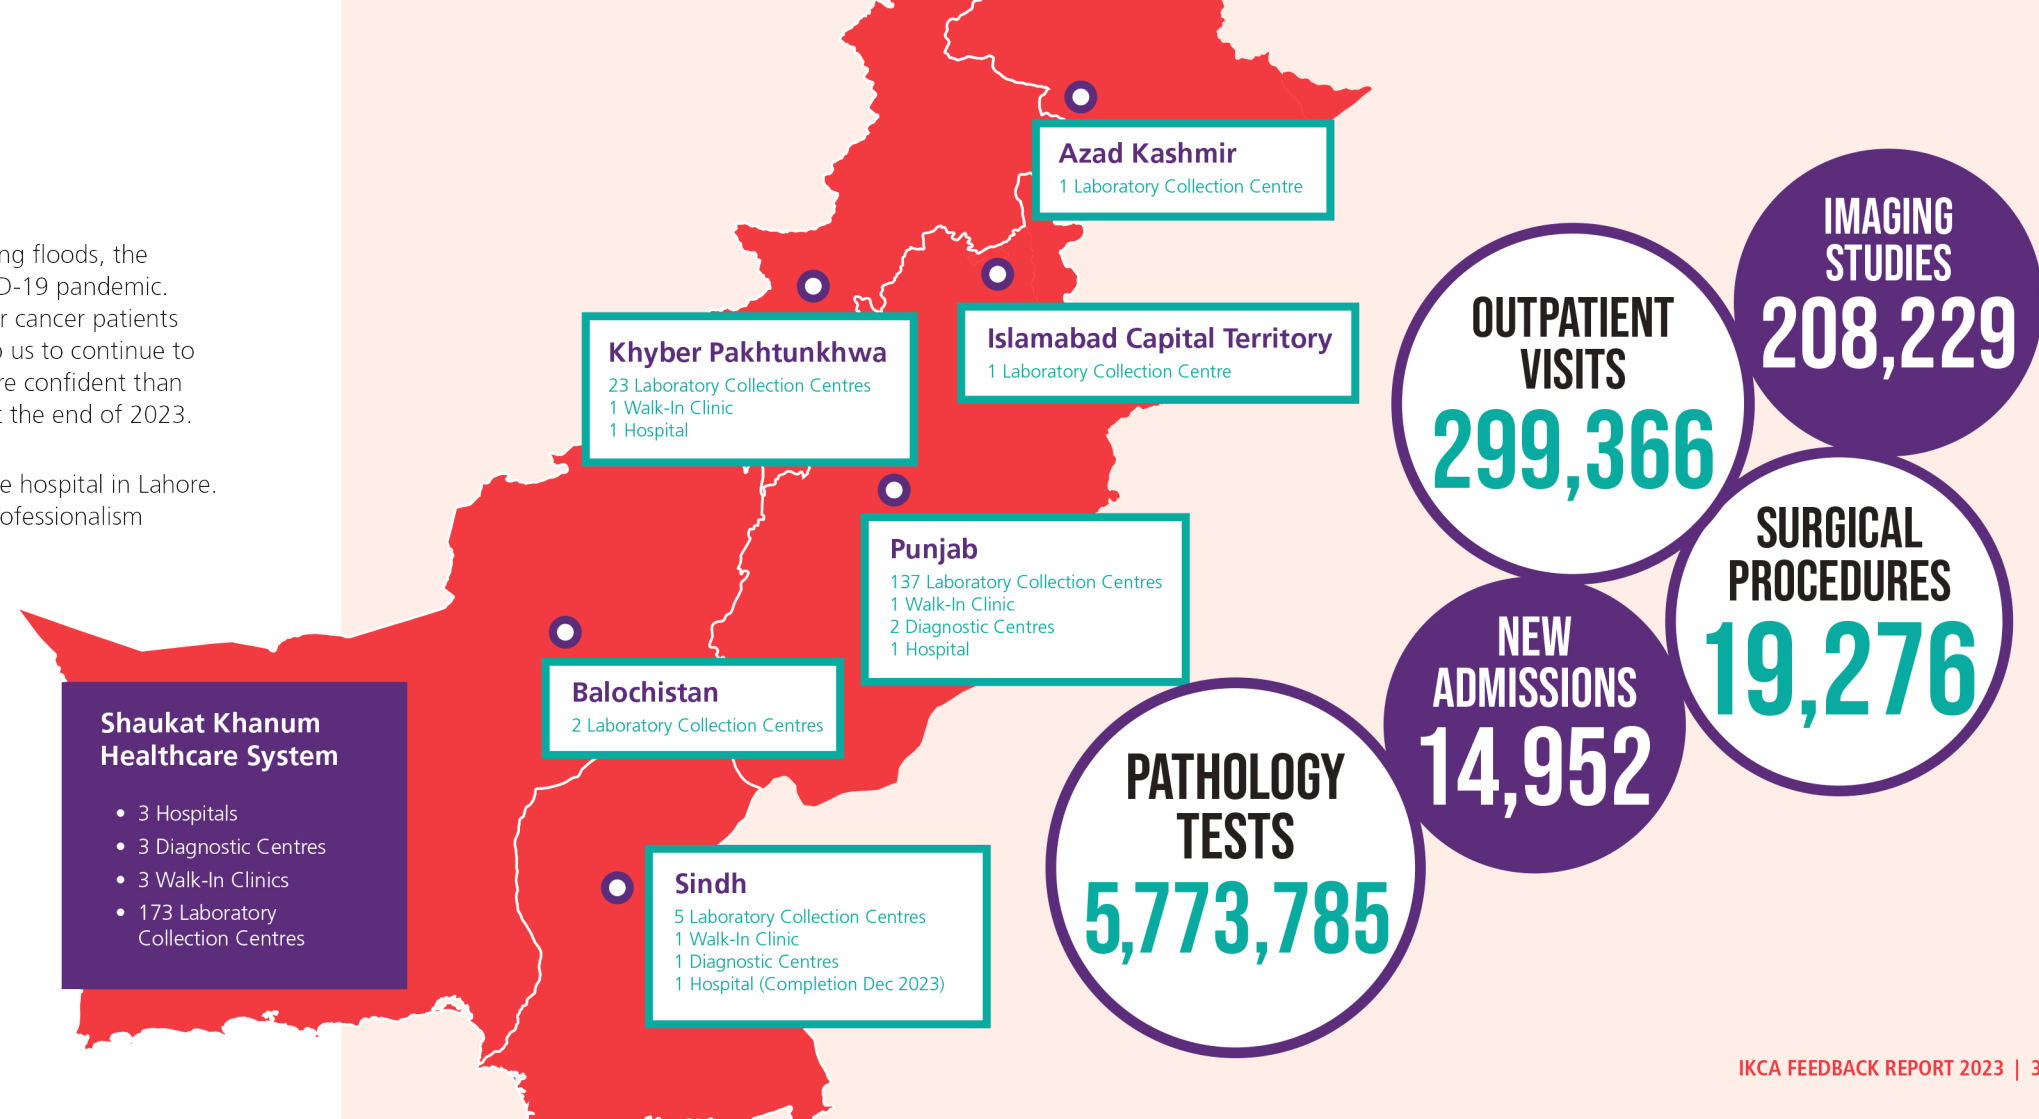 floods, the
pandemic.
cancer patients
us to continue to
confident than
the end of 2023.
hospital in Lahore.
Azad Kashmir
1 Laboratory Collection Centre
Islamabad Capital Territory
1 Laboratory Collection Centre
Khyber Pakhtunkhwa
23 Laboratory Collection Centres
1 Walk-In Clinic
1 Hospital
Punjab
137 Laboratory Collection Centres
1 Walk-In Clinic
2 Diagnostic Centres
1 Hospital
Balochistan
2 Laboratory Collection Centres
Shaukat Khanum
Healthcare System
• 3 Hospitals
• 3 Diagnostic Centres
• 3 Walk-In Clinics
• 173 Laboratory
Collection Centres
Sindh
5 Laboratory Collection Centres
1 Walk-In Clinic
1 Diagnostic Centres
1 Hospital (Completion Dec 2023)
IMAGING
STUDIES
208,229
OUTPATIENT
VISITS
299,366
SURGICAL
PROCEDURES
19,276
NEW
ADMISSIONS
14,952
PATHOLOGY
TESTS
5,773,785
IKCA FEEDBACK REPORT 2023 |